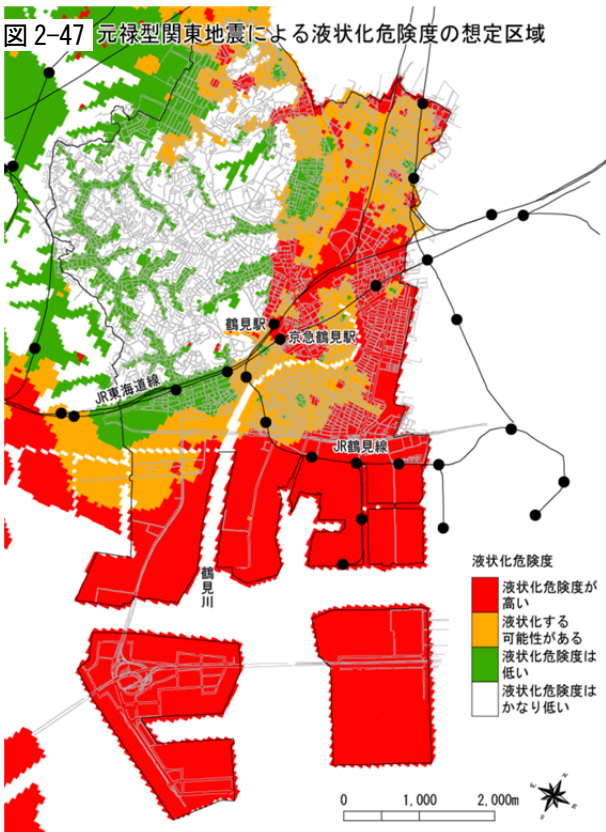 図 2-47 元禄型関東地震による液状化危険度の想定区域
鶴見駅
京急鶴見駅
JR東海道線
JR鶴見線
鶴見川
液状化危険度
液状化危険度が
高い
液状化する
可能性がある
液状化危険度は
低い
液状化危険度は
かなり低い
0 1,000 2,000m
N
W
E
S